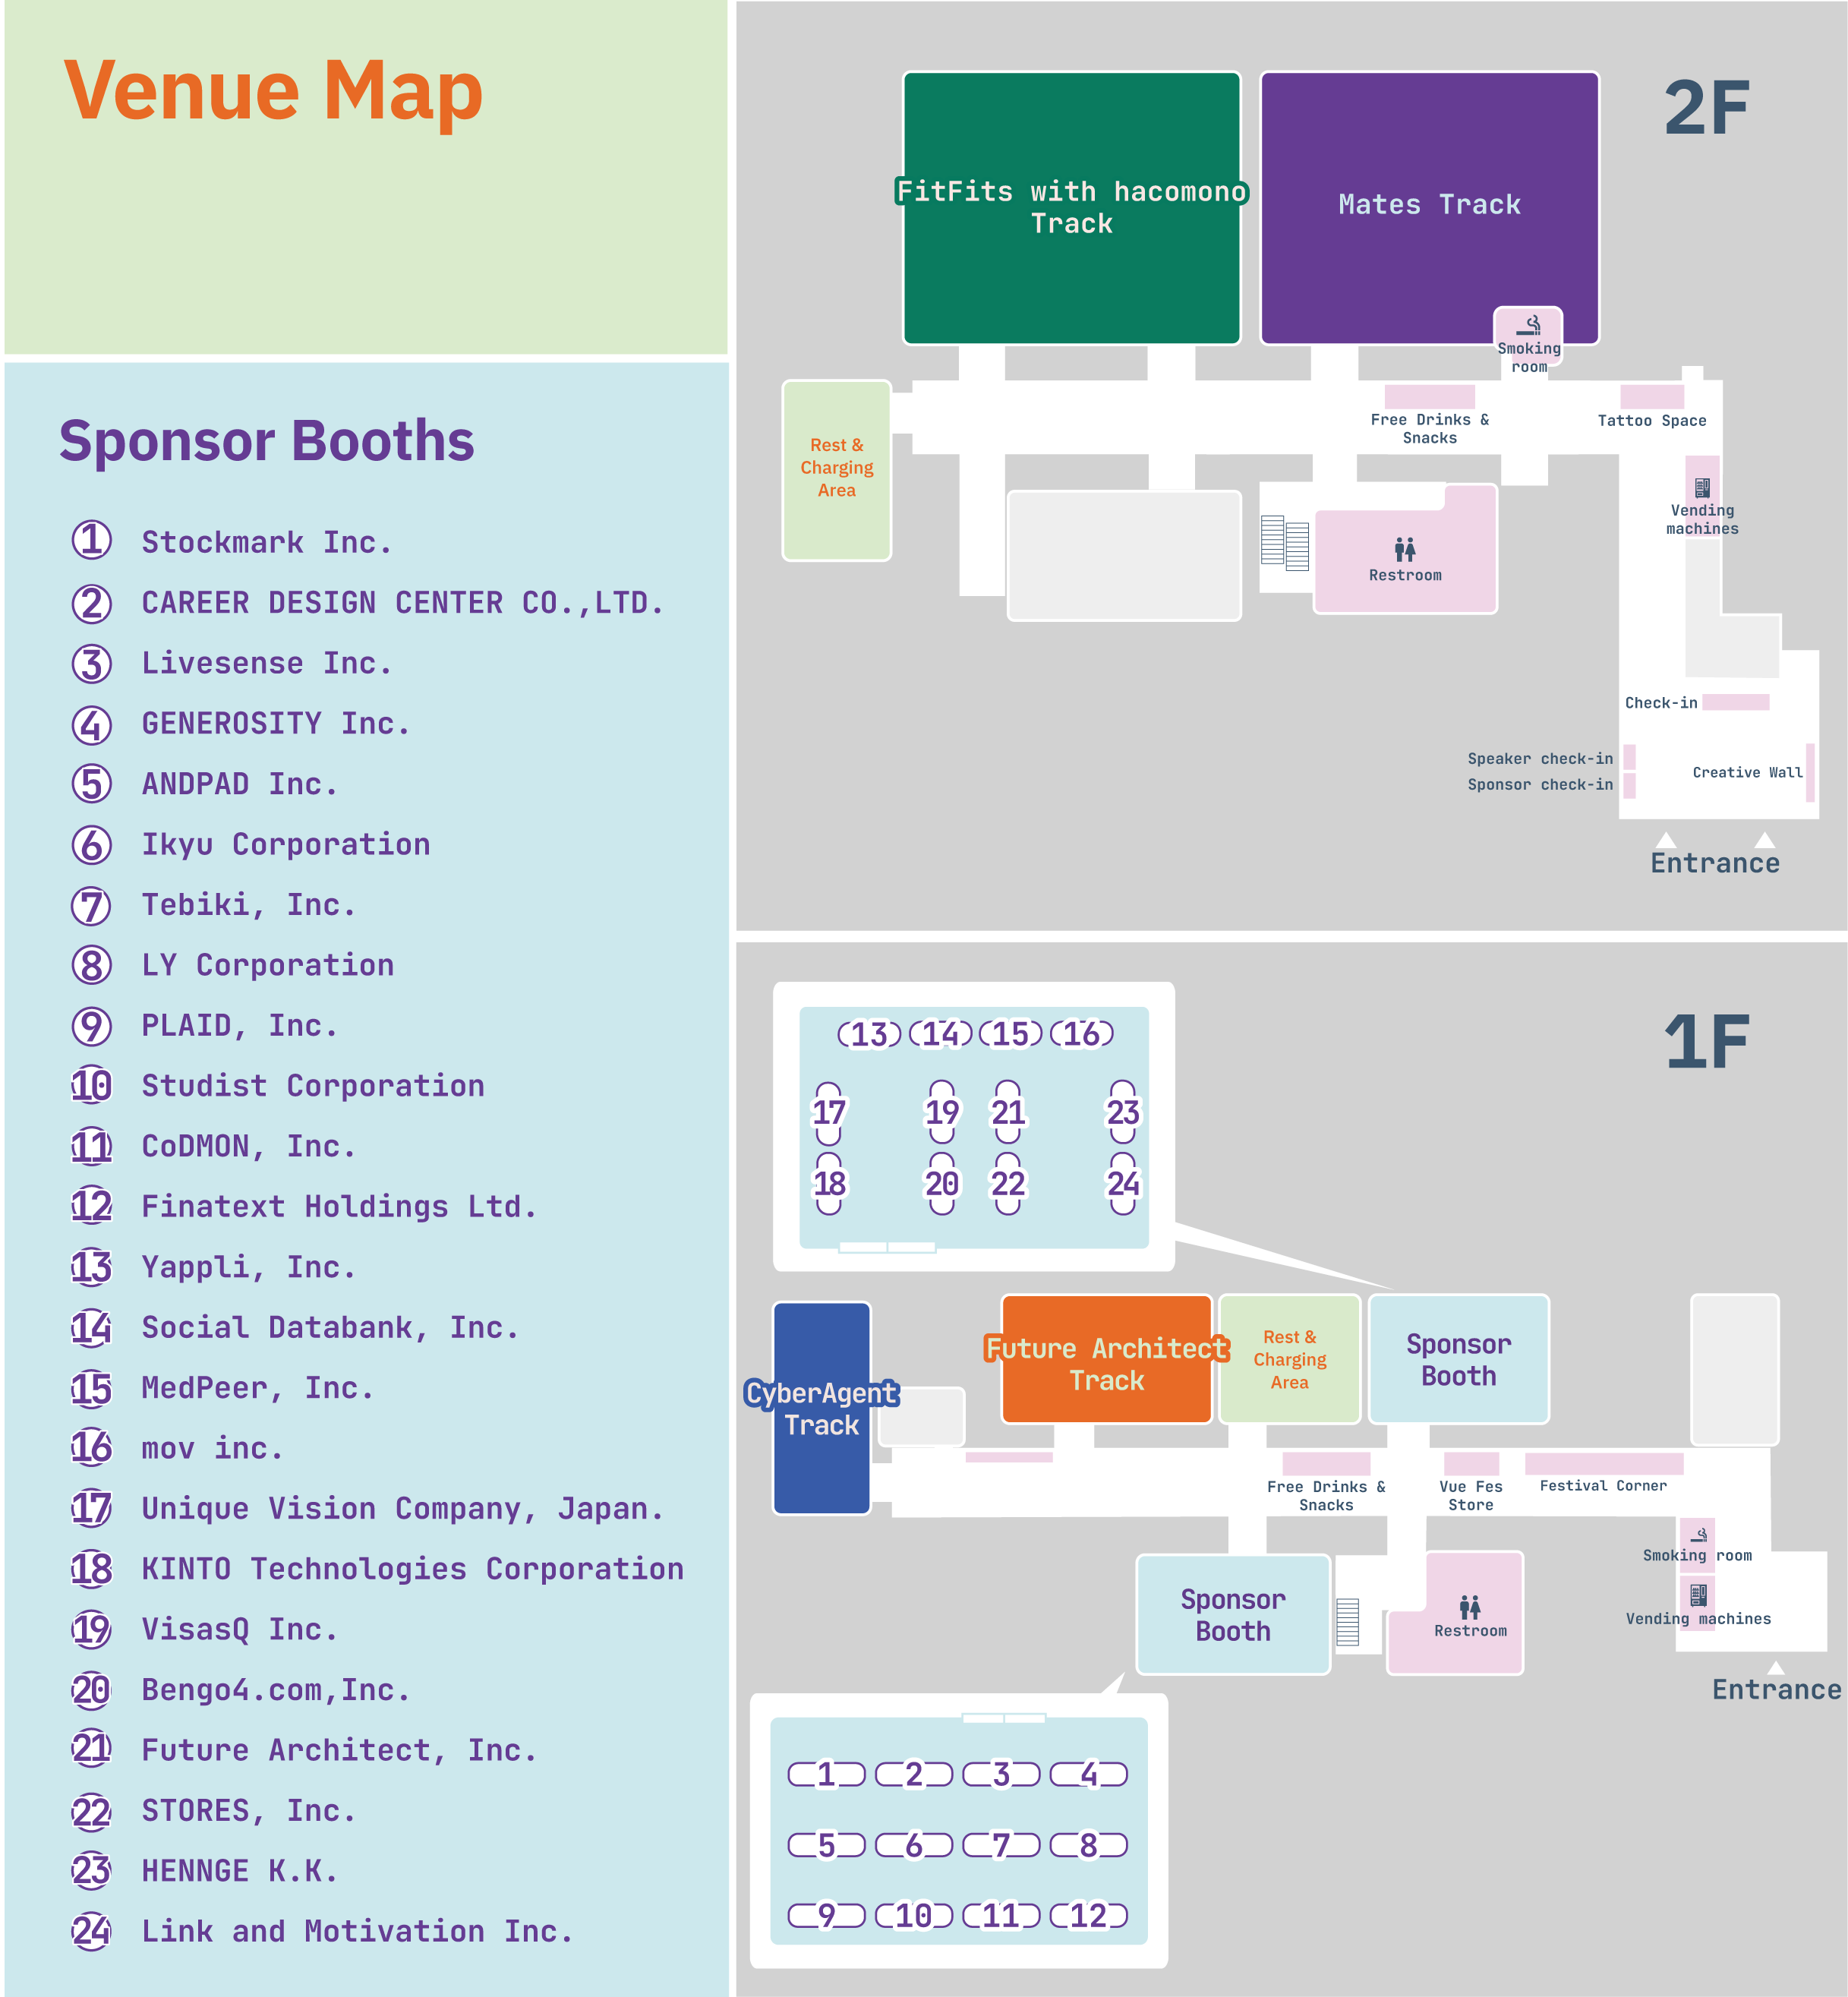 Venue Map
Sponsor Booths
1 Stockmark Inc.
2 CAREER DESIGN CENTER CO.,LTD.
3 Livesense Inc.
4 GENEROSITY Inc.
5 ANDPAD Inc.
6 Ikyu Corporation
7 Tebiki, Inc.
8 LY Corporation
9 PLAID, Inc.
10 Studist Corporation
11 CoDMON, Inc.
12 Finatext Holdings Ltd.
13 Yappli, Inc.
14 Social Databank, Inc.
15 MedPeer, Inc.
16 mov inc.
17 Unique Vision Company, Japan.
18 KINTO Technologies Corporation
19 VisasQ Inc.
20 Bengo4.com,Inc.
21 Future Architect, Inc.
22 STORES, Inc.
23 HENNGE K.K.
24 Link and Motivation Inc.
2F
FitFits with hacomono
Track
Mates Track
Smoking
room
Rest &
Charging
Area
Free Drinks &
Snacks
Tattoo Space
Vending
machines
Restroom
Check-in
Speaker check-in
Sponsor check-in
Creative Wall
Entrance
1F
13 14 15 16
17 19 21 23
18 20 22 24
CyberAgent
Track
Future Architect
Track
Rest &
Charging
Area
Sponsor
Booth
Free Drinks &
Snacks
Vue Fes
Store
Festival Corner
Smoking room
Vending machines
Sponsor
Booth
Restroom
Entrance
1 2 3 4
5 6 7 8
9 10 11 12